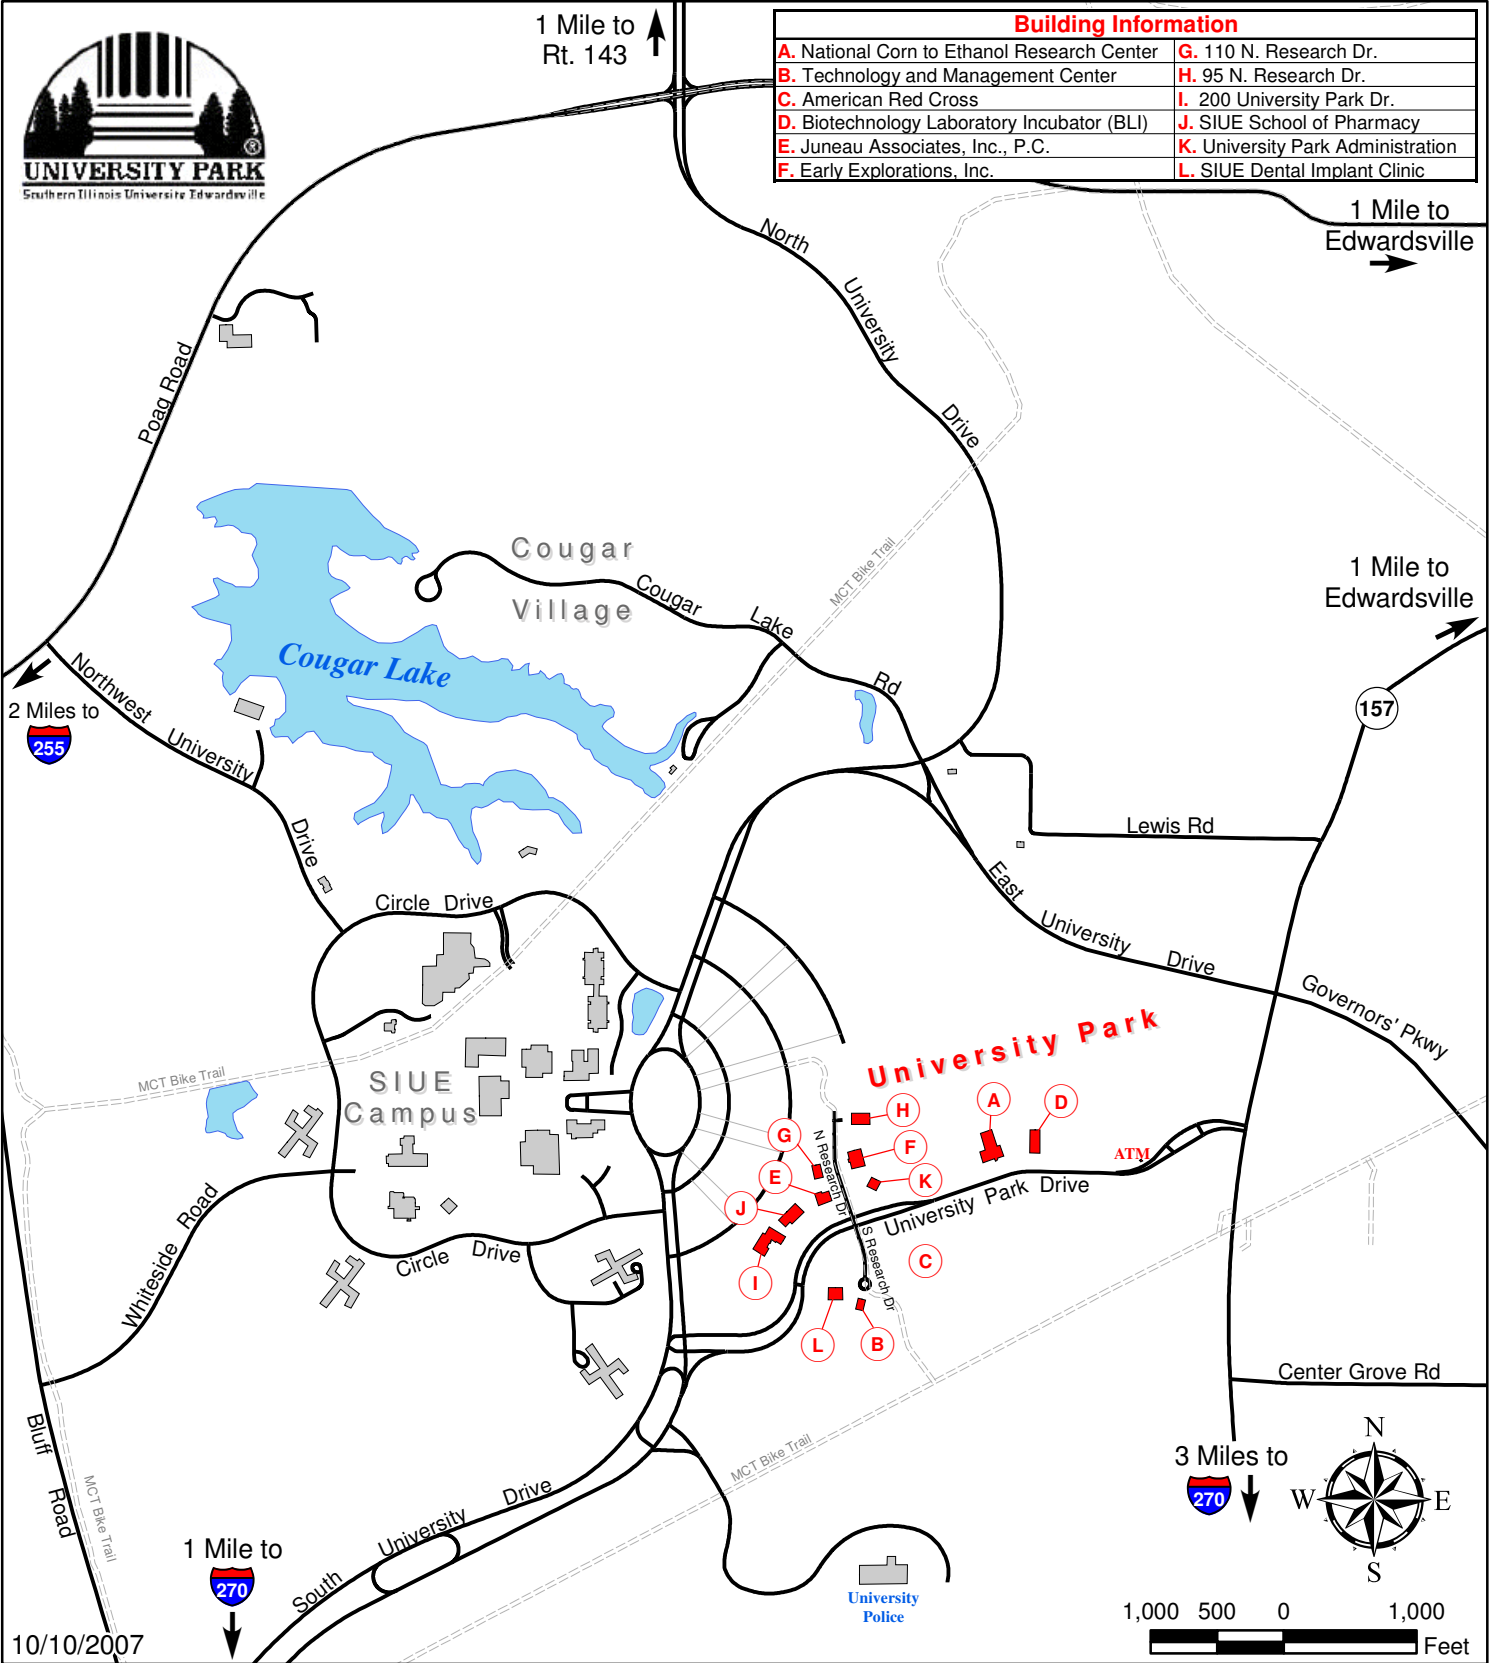 1 Mile to
Rt. 143
Building Information
A. National Corn to Ethanol Research Center
G. 110 N. Research Dr.
B. Technology and Management Center
H. 95 N. Research Dr.
C. American Red Cross
I. 200 University Park Dr.
D. Biotechnology Laboratory Incubator (BLI)
J. SIUE School of Pharmacy
E. Juneau Associates, Inc., P.C.
K. University Park Administration
F. Early Explorations, Inc.
L. SIUE Dental Implant Clinic
®
UNIVERSITY PARK
Southern Illinois University Edwardsville
1 Mile to
Edwardsville
North University Drive
Poag Road
MCT Bike Trail
Cougar
Village
Cougar Lake Rd
Cougar Lake
1 Mile to
Edwardsville
157
2 Miles to
255
Northwest University Drive
Lewis Rd
East University Drive
Governors' Pkwy
Circle Drive
University Park
MCT Bike Trail
SIUE
Campus
H
A
D
G
F
E
K
J
C
I
L
B
ATM
N Research Dr
S Research Dr
University Park Drive
Whiteside Road
Circle Drive
Center Grove Rd
Bluff Road
MCT Bike Trail
MCT Bike Trail
South University Drive
3 Miles to
270
N
W
E
S
1 Mile to
270
University
Police
1,000 500 0 1,000
Feet
10/10/2007